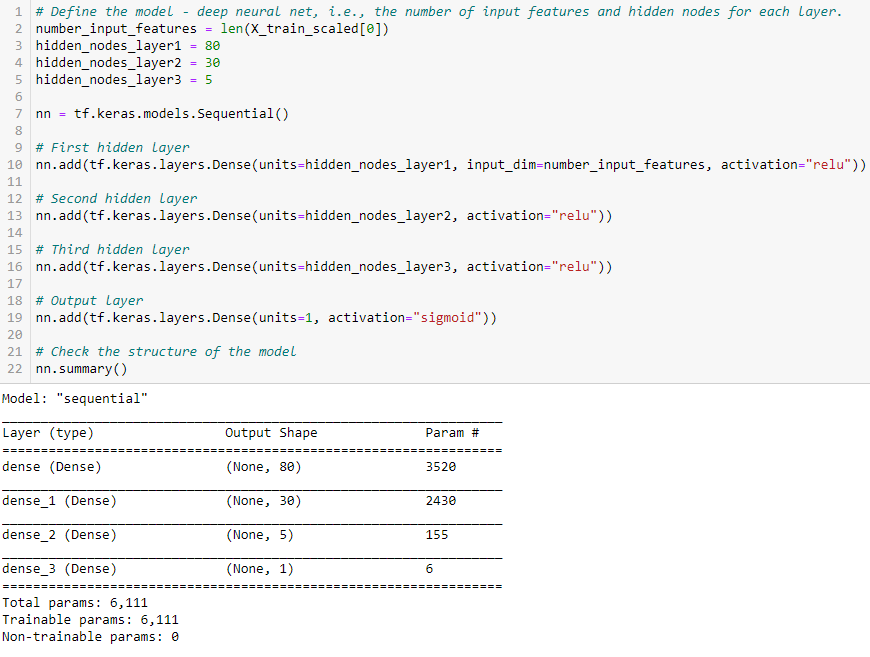 1 # Define the model - deep neural net, i.e., the number of input features and hidden nodes for each layer.
2 number_input_features = len(X_train_scaled[0])
3 hidden_nodes_layer1 = 80
4 hidden_nodes_layer2 = 30
5 hidden_nodes_layer3 = 5
6
7 nn = tf.keras.models.Sequential()
8
9 # First hidden layer
10 nn.add(tf.keras.layers.Dense(units=hidden_nodes_layer1, input_dim=number_input_features, activation="relu"))
11
12 # Second hidden layer
13 nn.add(tf.keras.layers.Dense(units=hidden_nodes_layer2, activation="relu"))
14
15 # Third hidden layer
16 nn.add(tf.keras.layers.Dense(units=hidden_nodes_layer3, activation="relu"))
17
18 # Output layer
19 nn.add(tf.keras.layers.Dense(units=1, activation="sigmoid"))
20
21 # Check the structure of the model
22 nn.summary()
Model: "sequential"
_________________________________________________________________
Layer (type) Output Shape Param #
=================================================================
dense (Dense) (None, 80) 3520
_________________________________________________________________
dense_1 (Dense) (None, 30) 2430
_________________________________________________________________
dense_2 (Dense) (None, 5) 155
_________________________________________________________________
dense_3 (Dense) (None, 1) 6
=================================================================
Total params: 6,111
Trainable params: 6,111
Non-trainable params: 0